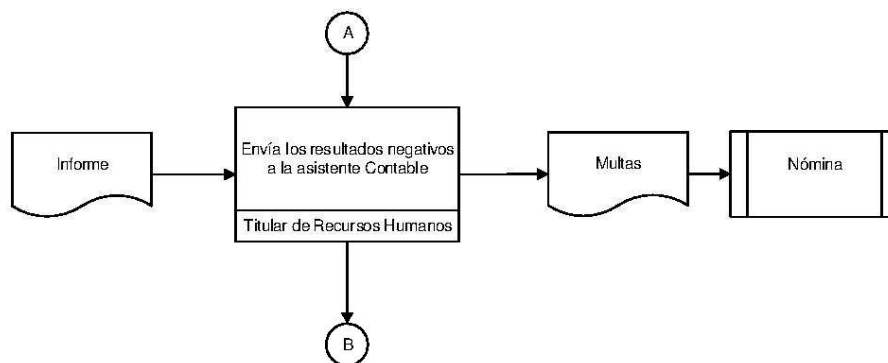 A
Informe
Envía los resultados negativos
a la asistente Contable
Titular de Recursos Humanos
Multas
Nómina
B